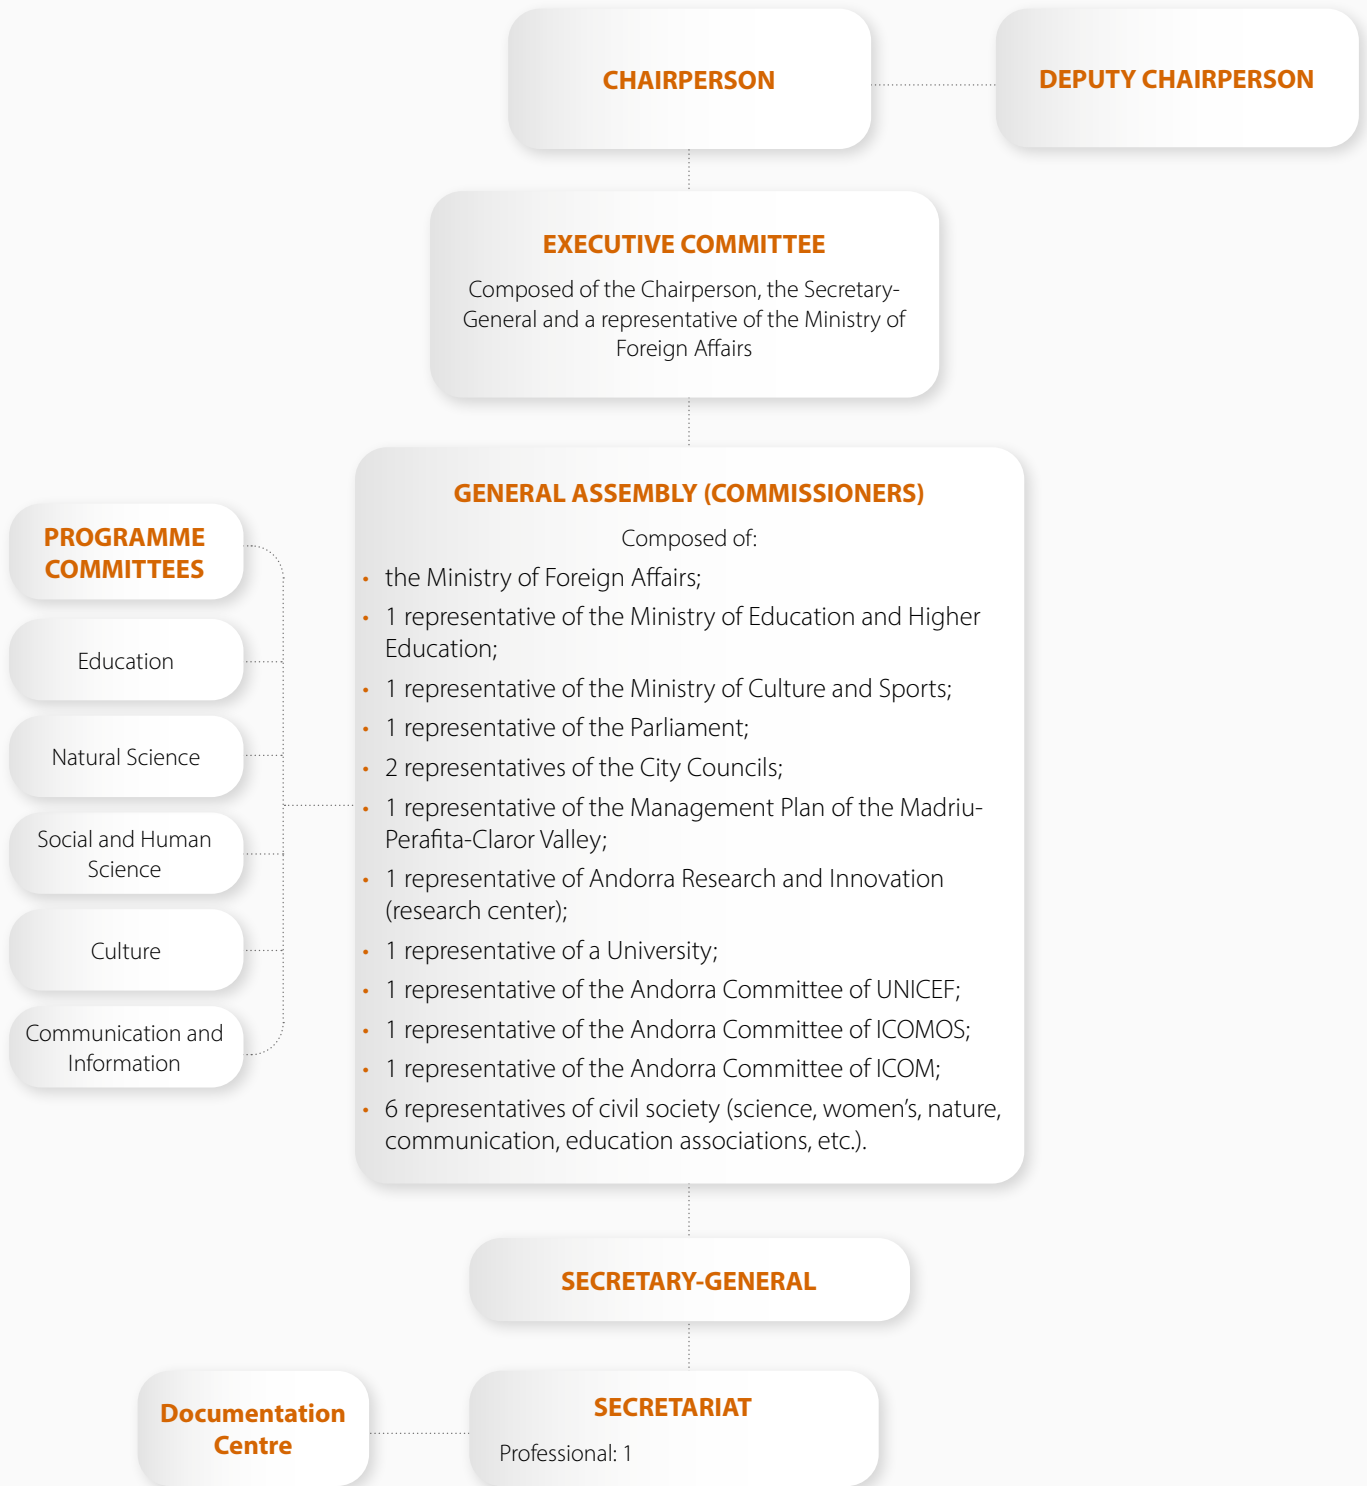 CHAIRPERSON
DEPUTY CHAIRPERSON
EXECUTIVE COMMITTEE
Composed of the Chairperson, the Secretary-
General and a representative of the Ministry of
Foreign Affairs
PROGRAMME
COMMITTEES
Education
Natural Science
Social and Human
Science
Culture
Communication and
Information
GENERAL ASSEMBLY (COMMISSIONERS)
Composed of:
• the Ministry of Foreign Affairs;
• 1 representative of the Ministry of Education and Higher
Education;
• 1 representative of the Ministry of Culture and Sports;
• 1 representative of the Parliament;
• 2 representatives of the City Councils;
• 1 representative of the Management Plan of the Madriu-
Perafita-Claror Valley;
• 1 representative of Andorra Research and Innovation
(research center);
• 1 representative of a University;
• 1 representative of the Andorra Committee of UNICEF;
• 1 representative of the Andorra Committee of ICOMOS;
• 1 representative of the Andorra Committee of ICOM;
• 6 representatives of civil society (science, women's, nature,
communication, education associations, etc.).
SECRETARY-GENERAL
Documentation
Centre
SECRETARIAT
Professional: 1